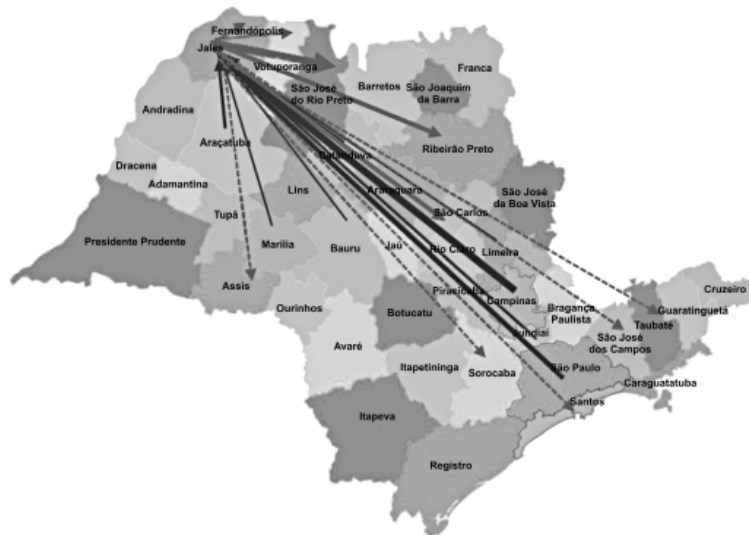 Fernandópolis
Jales
Votuporanga
Franca
Barretos
São José
do Rio Preto
São Joaquim
da Barra
Andradina
Araçatuba
Catanduva
Ribeirão Preto
Dracena
Adamantina
Lins
Araraquara
São José
da Boa Vista
Tupã
São Carlos
Presidente Prudente
Marília
Bauru
Jaú
Rio Claro
Limeira
Assis
Piracicaba
Campinas
Cruzeiro
Ourinhos
Botucatu
Bragança
Paulista
Guaratinguetá
Taubaté
Jundiaí
São José
dos Campos
Avaré
Itapetininga
Sorocaba
São Paulo
Caraguatatuba
Santos
Itapeva
Registro